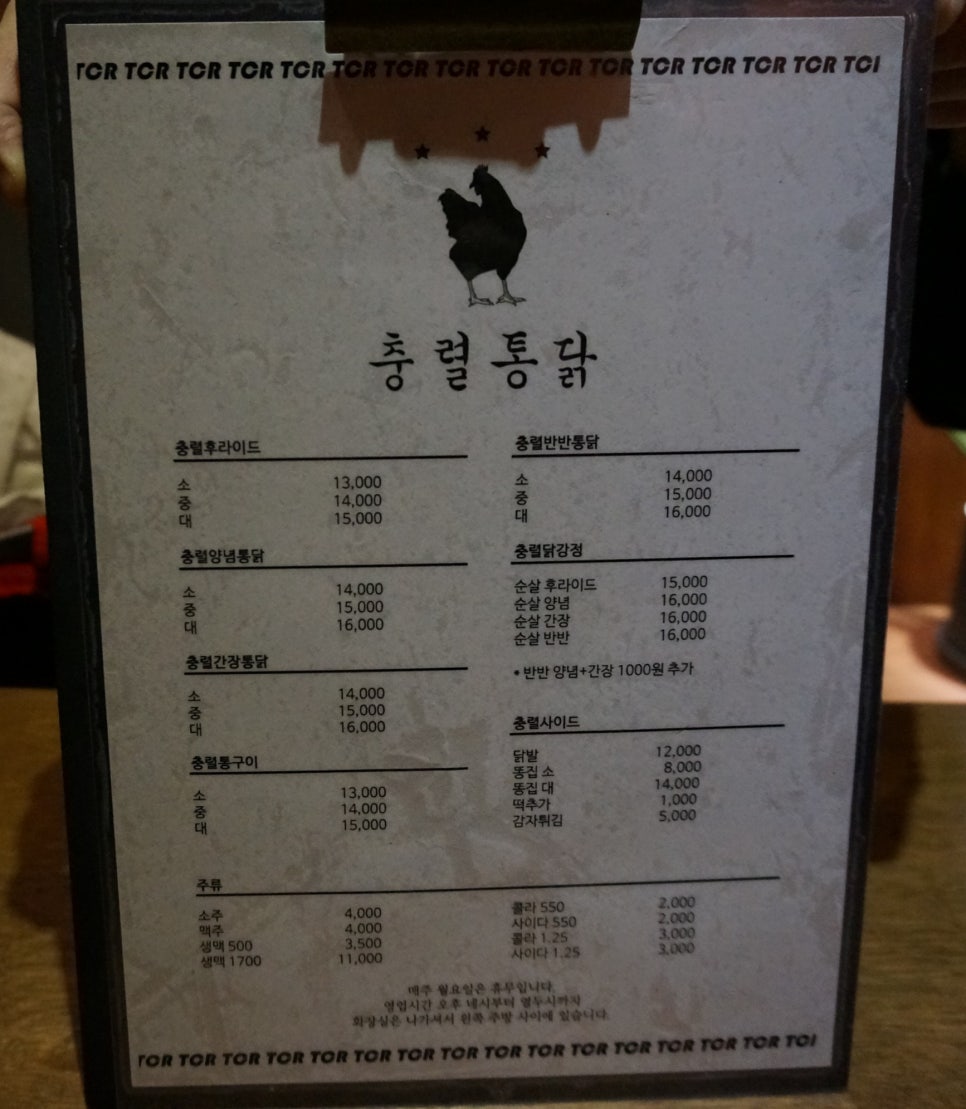 TCR TCR TCR TCR TCR TCR TCR TCR TCR TCR TCR TCR TCR TCR TCR TCI
충렬통닭
충렬후라이드
소 13,000
중 14,000
대 15,000
충렬양념통닭
소 14,000
중 15,000
대 16,000
충렬간장통닭
소 14,000
중 15,000
대 16,000
충렬통구이
소 13,000
중 14,000
대 15,000
충렬반반통닭
소 14,000
중 15,000
대 16,000
충렬닭강정
순살 후라이드 15,000
순살 양념 16,000
순살 간장 16,000
순살 반반 16,000
• 반반 양념+간장 1000원 추가
충렬사이드
닭발 12,000
똥집 소 8,000
똥집 대 14,000
떡추가 1,000
감자튀김 5,000
주류
소주 4,000
맥주 4,000
생맥 500 3,500
생맥 1700 11,000
콜라 550 2,000
사이다 550 2,000
콜라 1.25 3,000
사이다 1.25 3,000
매주 월요일은 휴무입니다.
영업시간 오후 네시부터 열두시까지
화장실은 나가셔서 왼쪽 주방 사이에 있습니다.
TCR TCR TCR TCR TCR TCR TCR TCR TCR TCR TCR TCR TCR TCR TCR TCI